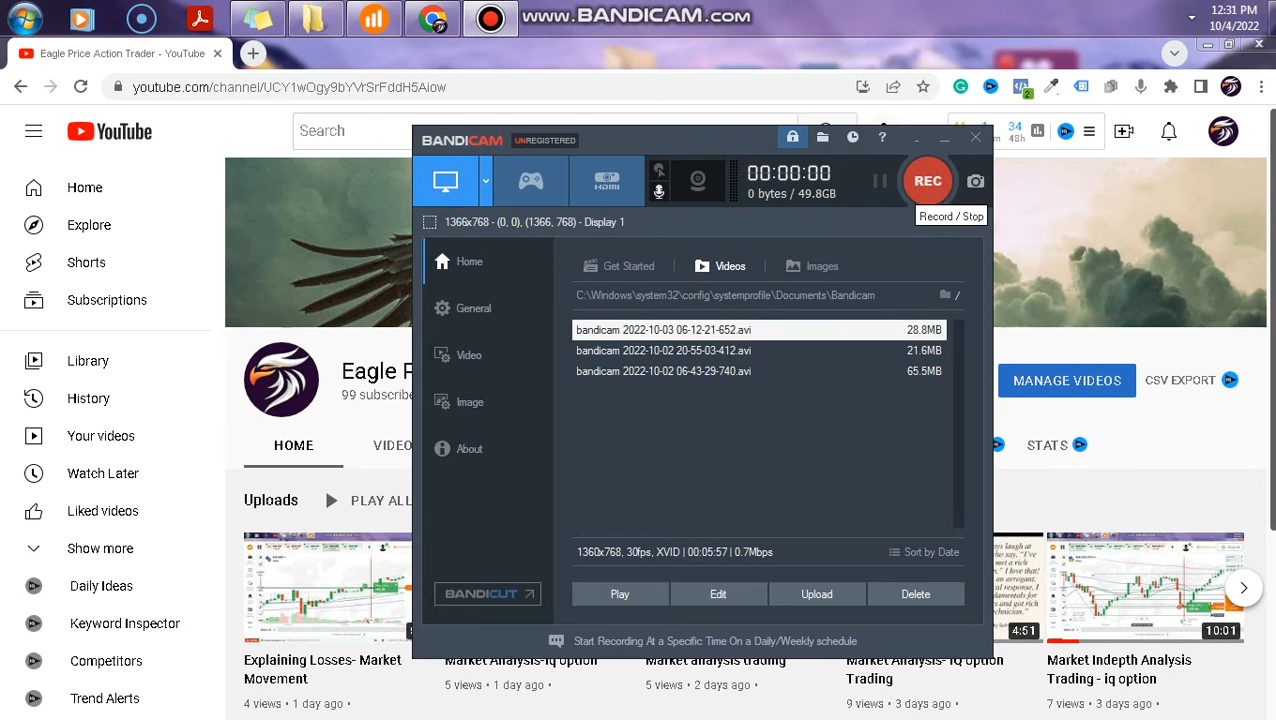 www.BANDICAM.com
12:31 PM
10/4/2022
Eagle Price Action Trader - YouTube
youtube.com/channel/UCY1wOgy9bYVrSrFddH5Aiow
2
YouTube
Search
34
48h
Home
Explore
Shorts
Subscriptions
Library
History
Your videos
Watch Later
Liked videos
Show more
Daily Ideas
Keyword Inspector
Competitors
Trend Alerts
BANDICAM UNREGISTERED
00:00:00
0 bytes / 49.8GB
REC
Record / Stop
1366x768 - (0, 0), (1366, 768) - Display 1
Home
General
Video
Image
About
BANDICUT
Get Started
Videos
Images
C:\Windows\system32\config\systemprofile\Documents\Bandicam
/
bandicam 2022-10-03 06-12-21-652.avi 28.8MB
bandicam 2022-10-02 20-55-03-412.avi 21.6MB
bandicam 2022-10-02 06-43-29-740.avi 65.5MB
1360x768, 30fps, XVID | 00:05:57 | 0.7Mbps
Sort by Date
Play
Edit
Upload
Delete
Start Recording At a Specific Time On a Daily/Weekly schedule
Eagle P
99 subscribe
MANAGE VIDEOS
CSV EXPORT
HOME
VIDEO
STATS
Uploads
PLAY ALL
4:51
10:01
Explaining Losses- Market
Movement
4 views • 1 day ago
Market Analysis-iq option
5 views • 1 day ago
Market analysis trading
5 views • 2 days ago
Market Analysis- IQ Option
Trading
9 views • 3 days ago
Market Indepth Analysis
Trading - iq option
7 views • 3 days ago